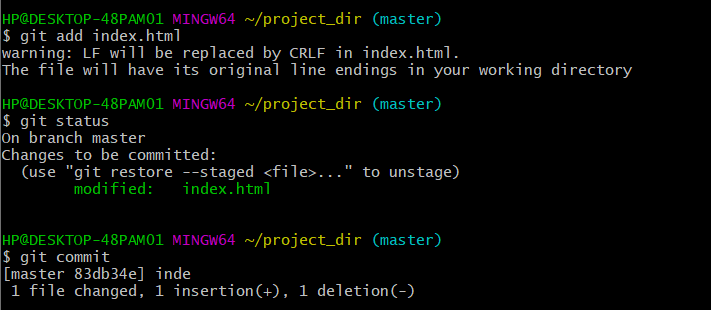 HP@DESKTOP-48PAM01 MINGW64 ~/project_dir (master)
$ git add index.html
warning: LF will be replaced by CRLF in index.html.
The file will have its original line endings in your working directory
HP@DESKTOP-48PAM01 MINGW64 ~/project_dir (master)
$ git status
On branch master
Changes to be committed:
  (use "git restore --staged <file>..." to unstage)
        modified:   index.html
HP@DESKTOP-48PAM01 MINGW64 ~/project_dir (master)
$ git commit
[master 83db34e] inde
 1 file changed, 1 insertion(+), 1 deletion(-)